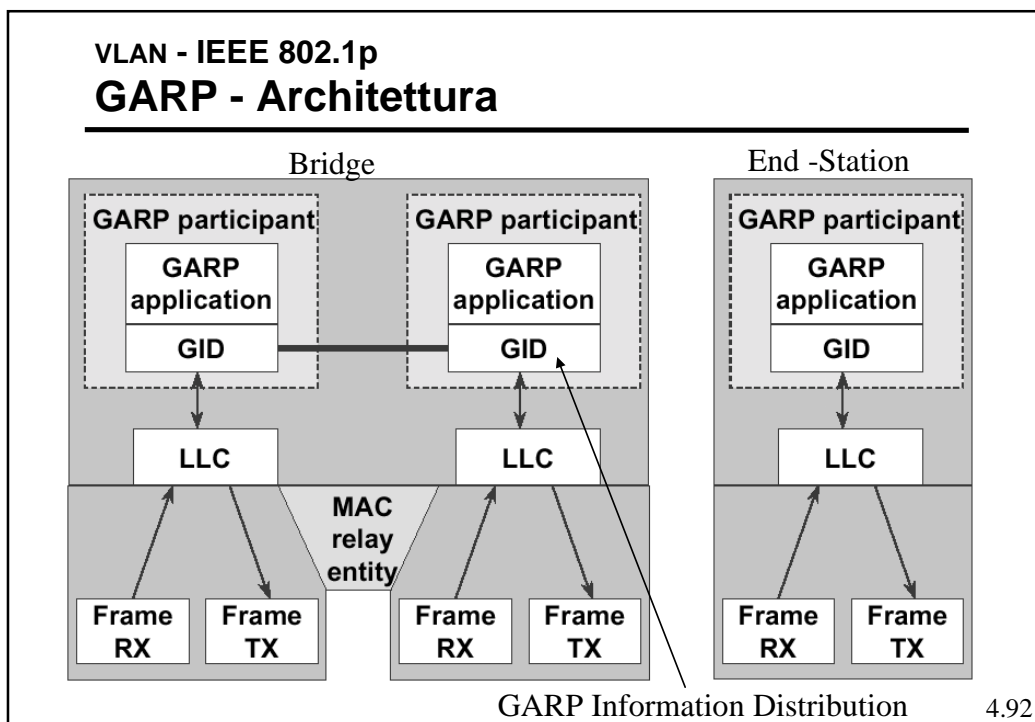 VLAN - IEEE 802.1p
GARP - Architettura
Bridge
End -Station
GARP participant
GARP
application
GID
LLC
GARP participant
GARP
application
GID
LLC
GARP participant
GARP
application
GID
LLC
MAC
relay
entity
Frame
RX
Frame
TX
Frame
RX
Frame
TX
Frame
RX
Frame
TX
GARP Information Distribution
4.92